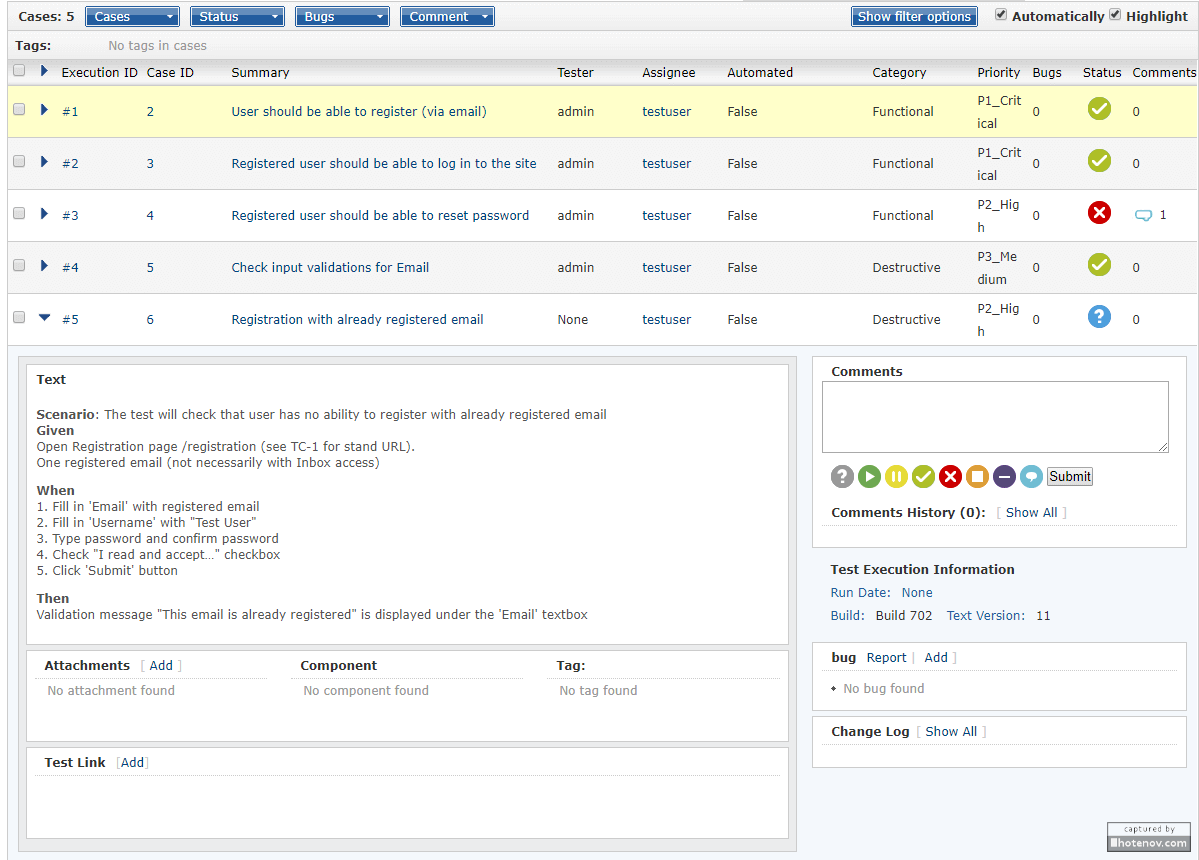 Cases: 5 Cases Status Bugs Comment Show filter options Automatically Highlight
Tags: No tags in cases
Execution ID Case ID Summary Tester Assignee Automated Category Priority Bugs Status Comments
#1 2 User should be able to register (via email) admin testuser False Functional P1_Crit 0 0
ical
#2 3 Registered user should be able to log in to the site admin testuser False Functional P1_Crit 0 0
ical
#3 4 Registered user should be able to reset password admin testuser False Functional P2_Hig 0 1
h
#4 5 Check input validations for Email admin testuser False Destructive P3_Me 0 0
dium
#5 6 Registration with already registered email None testuser False Destructive P2_Hig 0 0
h
Text
Scenario: The test will check that user has no ability to register with already registered email
Given
Open Registration page /registration (see TC-1 for stand URL).
One registered email (not necessarily with Inbox access)
When
1. Fill in 'Email' with registered email
2. Fill in 'Username' with "Test User"
3. Type password and confirm password
4. Check "I read and accept..." checkbox
5. Click 'Submit' button
Then
Validation message "This email is already registered" is displayed under the 'Email' textbox
Attachments [ Add ] Component Tag:
No attachment found No component found No tag found
Test Link [Add]
Comments
Submit
Comments History (0): [ Show All ]
Test Execution Information
Run Date: None
Build: Build 702 Text Version: 11
bug Report | Add ]
No bug found
Change Log [ Show All ]
captured by
hotenov.com